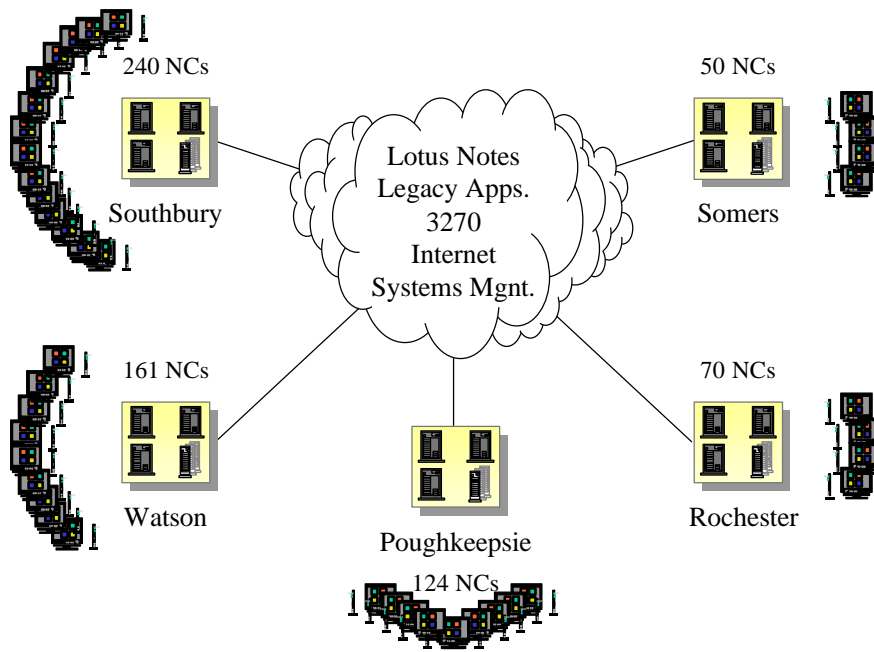 240 NCs
50 NCs
Lotus Notes
Legacy Apps.
3270
Internet
Systems Mgnt.
Southbury
Somers
161 NCs
70 NCs
Watson
Rochester
Poughkeepsie
124 NCs